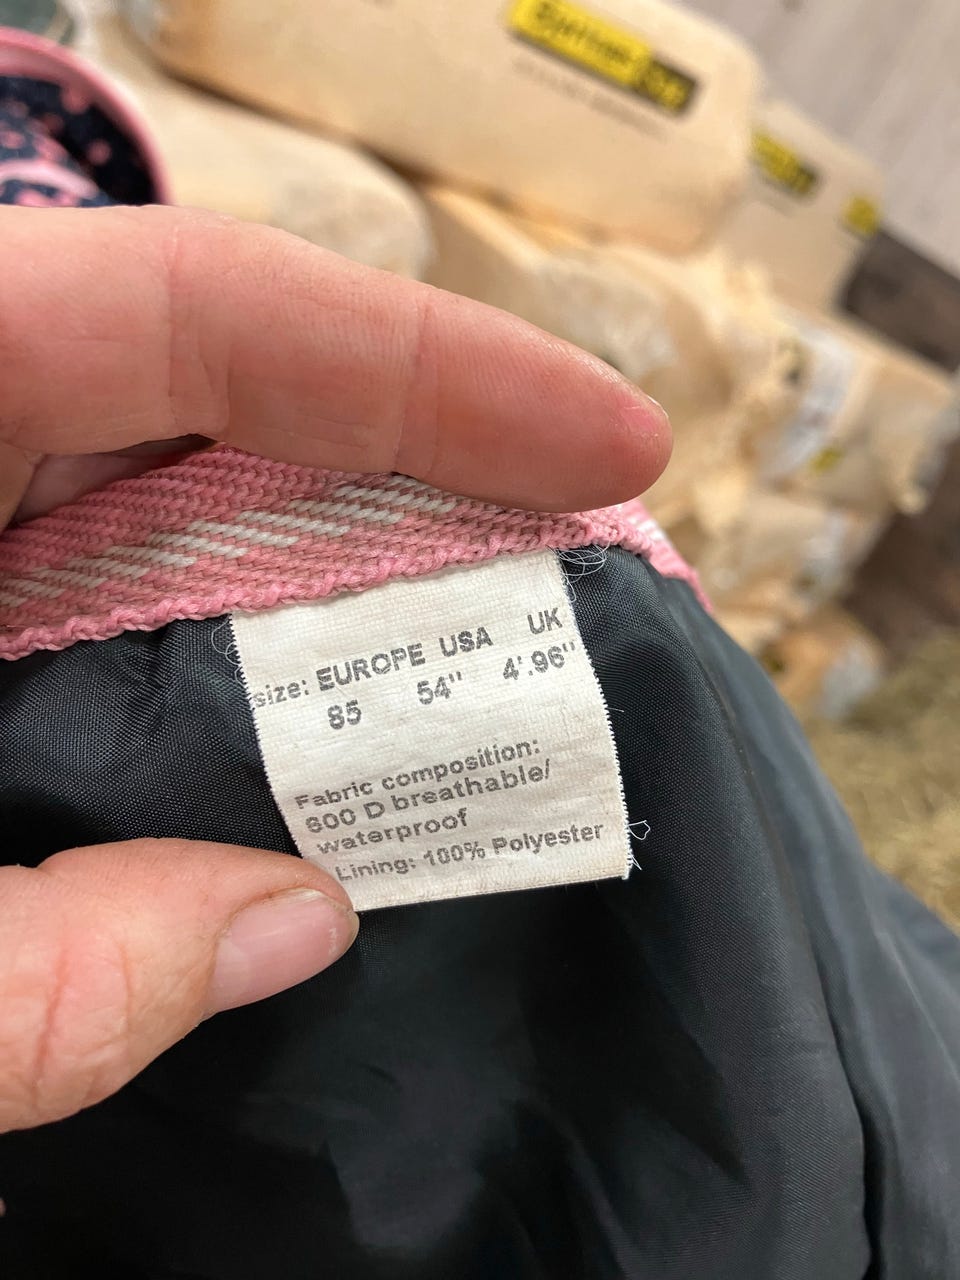 size: EUROPE USA UK
85 54" 4'.96"
Fabric composition:
600 D breathable/
waterproof
Lining: 100% Polyester